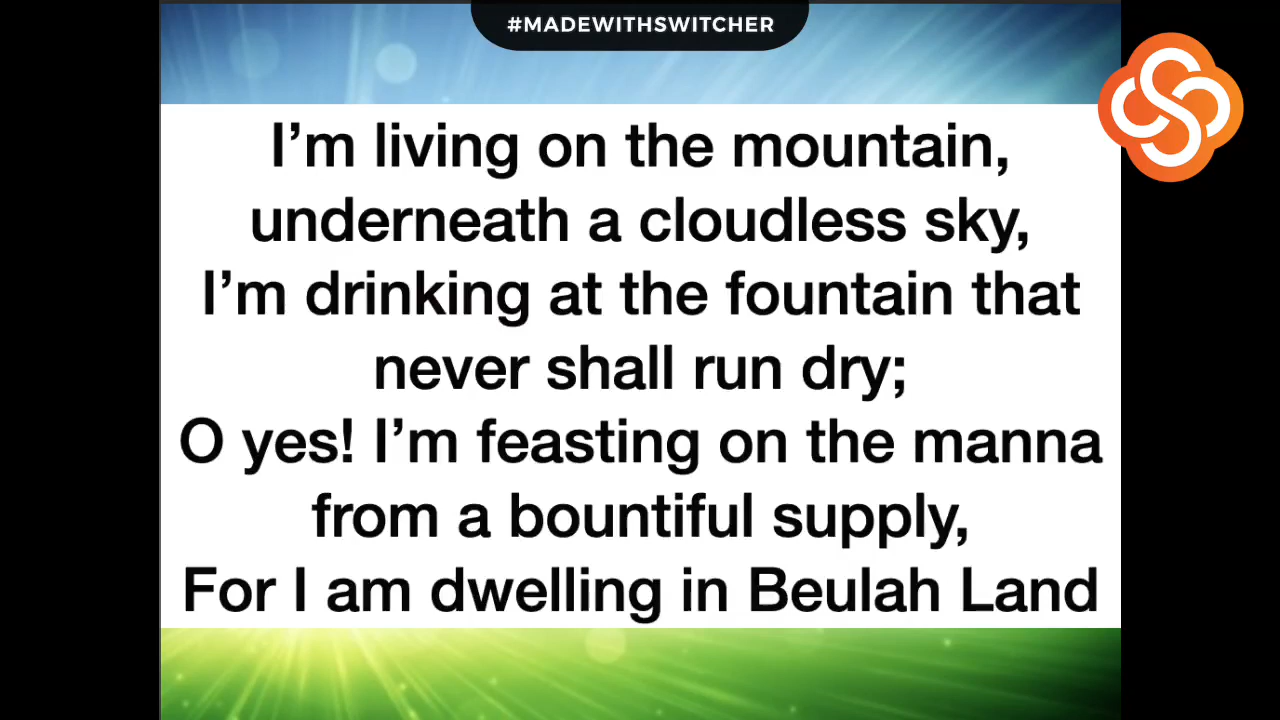 #MADEWITHSWITCHER
I’m living on the mountain,
underneath a cloudless sky,
I’m drinking at the fountain that
never shall run dry;
O yes! I’m feasting on the manna
from a bountiful supply,
For I am dwelling in Beulah Land